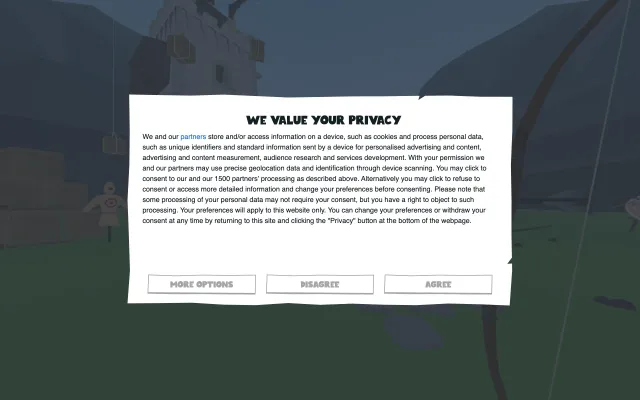 WE VALUE YOUR PRIVACY
We and our partners store and/or access information on a device, such as cookies and process personal data,
such as unique identifiers and standard information sent by a device for personalised advertising and content,
advertising and content measurement, audience research and services development. With your permission we
and our partners may use precise geolocation data and identification through device scanning. You may click to
consent to our and our 1500 partners' processing as described above. Alternatively you may click to refuse to
consent or access more detailed information and change your preferences before consenting. Please note that
some processing of your personal data may not require your consent, but you have a right to object to such
processing. Your preferences will apply to this website only. You can change your preferences or withdraw your
consent at any time by returning to this site and clicking the "Privacy" button at the bottom of the webpage.
MORE OPTIONS
DISAGREE
AGREE